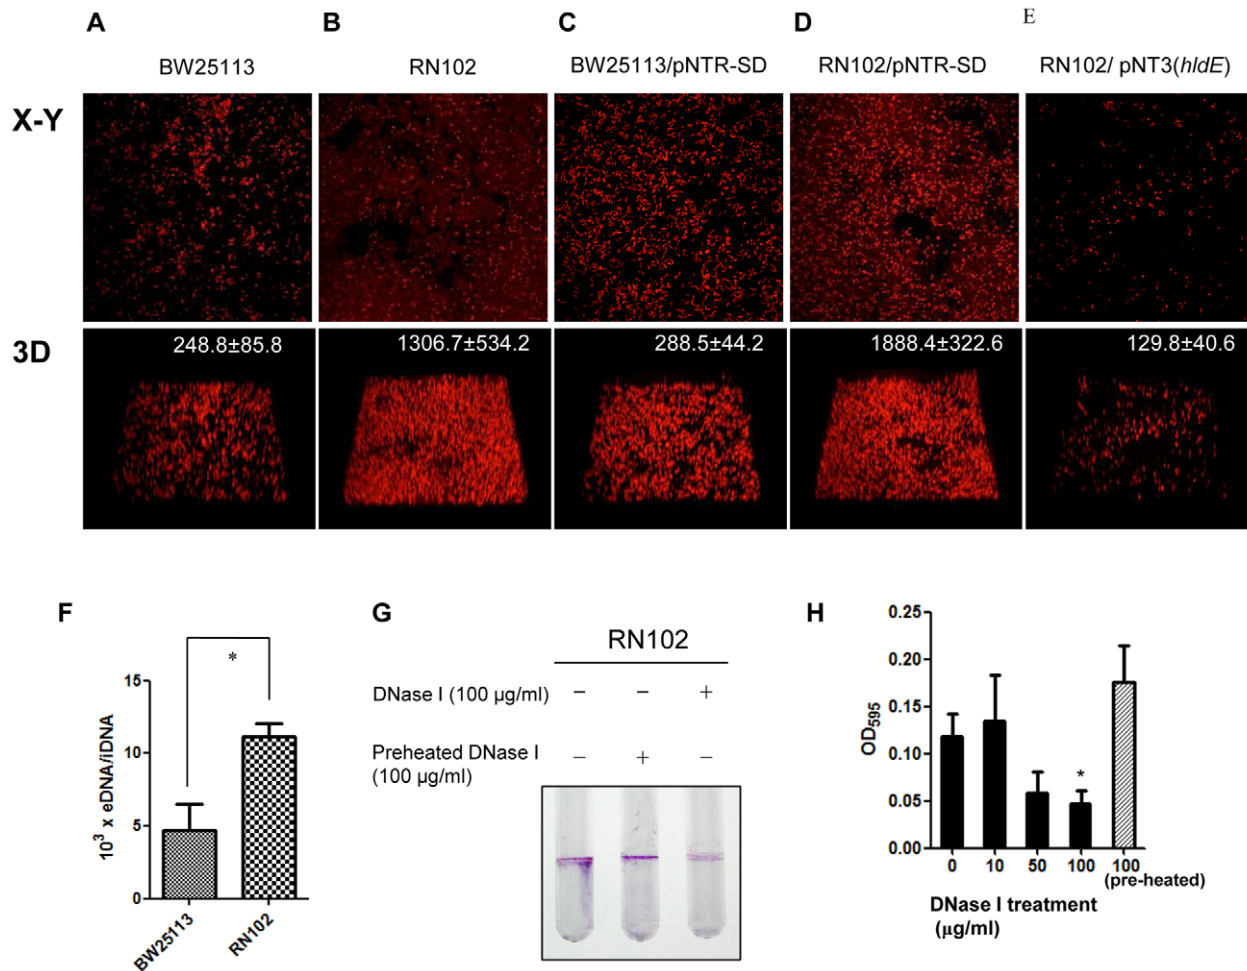 A B C D E
BW25113 RN102 BW25113/pNTR-SD RN102/pNTR-SD RN102/ pNT3(hldE)
X-Y
3D
248.8±85.8 1306.7±534.2 288.5±44.2 1888.4±322.6 129.8±40.6
F
*
15
10
5
0
10³ x eDNA/iDNA
BW25113 RN102
G
RN102
DNase I (100 µg/ml) − − +
Preheated DNase I − + −
(100 µg/ml)
H
0.25
0.20
0.15
0.10
0.05
0.00
OD595
*
0 10 50 100 100
(pre-heated)
DNase I treatment
(µg/ml)